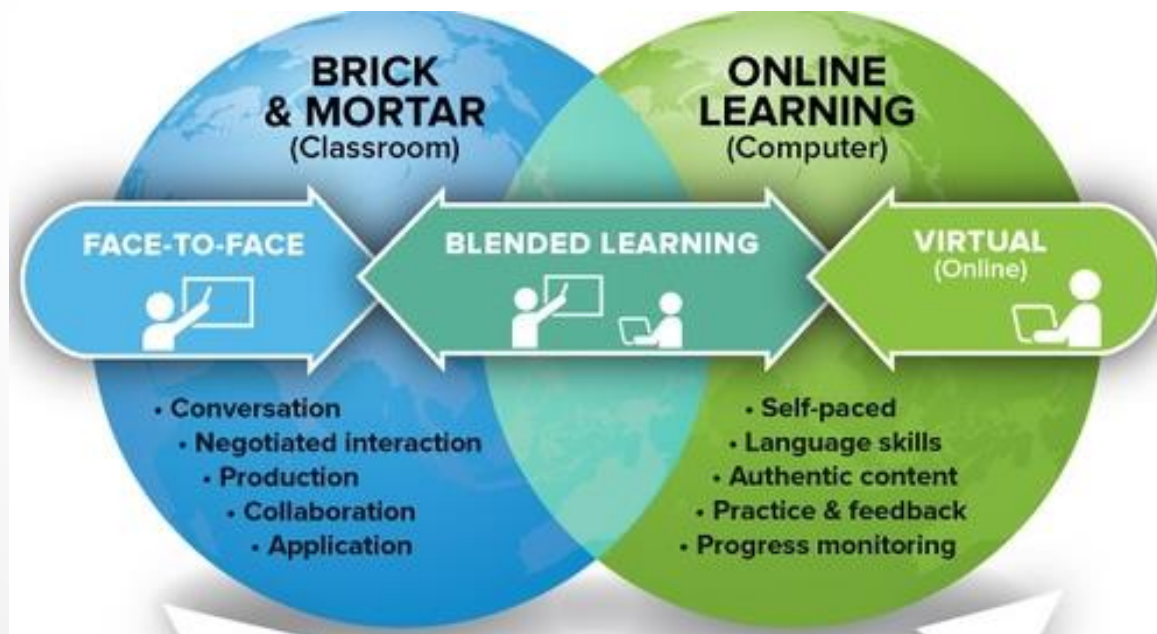 BRICK
& MORTAR
(Classroom)
ONLINE
LEARNING
(Computer)
FACE-TO-FACE
BLENDED LEARNING
VIRTUAL
(Online)
• Conversation
• Negotiated interaction
• Production
• Collaboration
• Application
• Self-paced
• Language skills
• Authentic content
• Practice & feedback
• Progress monitoring